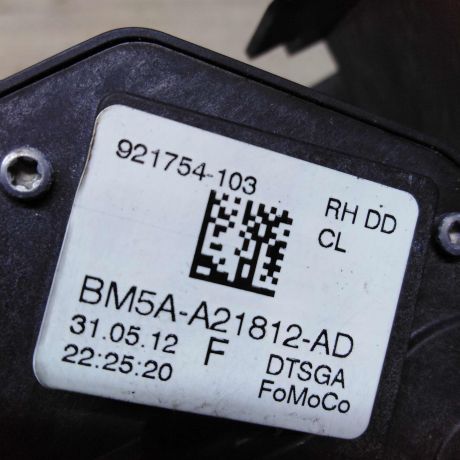 921754-103
RH DD
CL
BM5A-A21812-AD
31.05.12 F DTSGA
22:25:20 FoMoCo